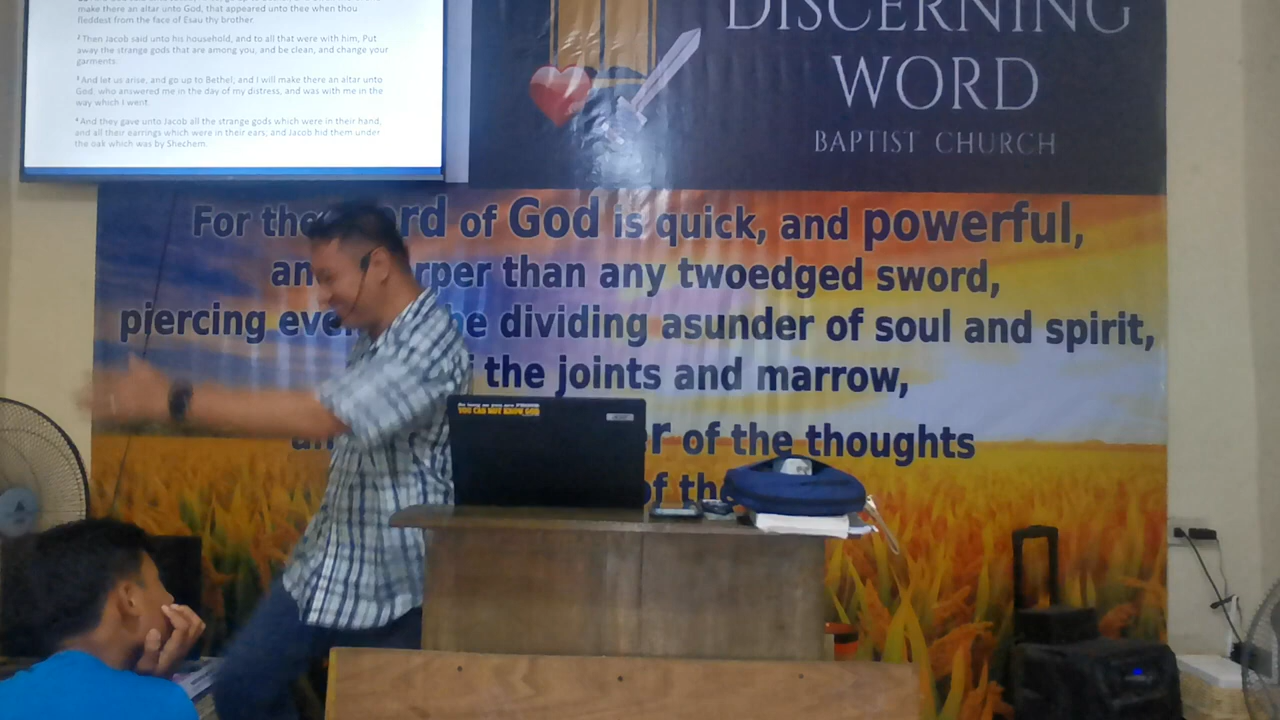 make there an altar unto God, that appeared unto thee when thou
fleddest from the face of Esau thy brother.
2 Then Jacob said unto his household, and to all that were with him, Put
away the strange gods that are among you, and be clean, and change your
garments:
3 And let us arise, and go up to Bethel; and I will make there an altar unto
God, who answered me in the day of my distress, and was with me in the
way which I went.
4 And they gave unto Jacob all the strange gods which were in their hand,
and all their earrings which were in their ears; and Jacob hid them under
the oak which was by Shechem.
DISCERNING
WORD
BAPTIST CHURCH
For the of God is quick, and powerful,
than any twoedged sword,
piercing dividing asunder of soul and spirit,
the joints and marrow,
of the thoughts
of
YOU CAN NOT KNOW GOD
acer